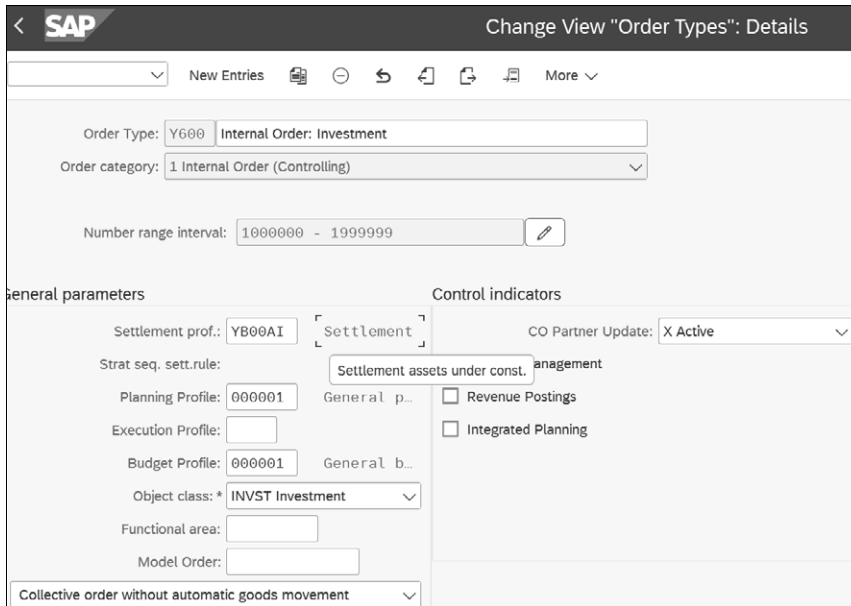 SAP
Change View "Order Types": Details
New Entries
More
Order Type: Y600 Internal Order: Investment
Order category: 1 Internal Order (Controlling)
Number range interval: 1000000 - 1999999
General parameters
Control indicators
Settlement prof.: YB00AI Settlement
CO Partner Update: X Active
Strat seq. sett.rule:
Settlement assets under const.
Planning Profile: 000001 General p…
Revenue Postings
Execution Profile:
Integrated Planning
Budget Profile: 000001 General b…
Object class: * INVST Investment
Functional area:
Model Order:
Collective order without automatic goods movement